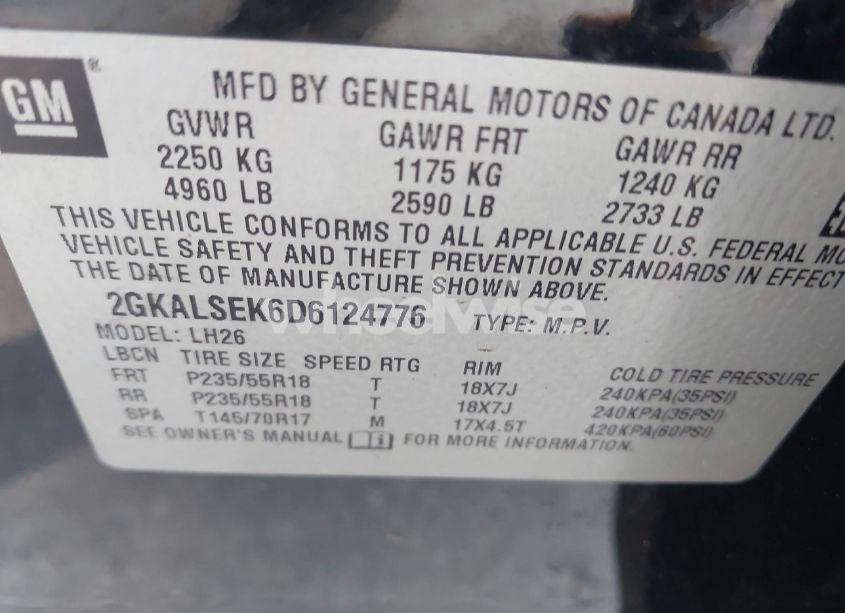 GM ®
MFD BY GENERAL MOTORS OF CANADA LTD.
GVWR GAWR FRT GAWR RR
2250 KG 1175 KG 1240 KG
4960 LB 2590 LB 2733 LB
THIS VEHICLE CONFORMS TO ALL APPLICABLE U.S. FEDERAL MO
VEHICLE SAFETY AND THEFT PREVENTION STANDARDS IN EFFECT
THE DATE OF MANUFACTURE SHOWN ABOVE.
2GKALSEK6D6124776 TYPE: M.P.V.
wheelwise
MODEL: LH26
LBCN TIRE SIZE SPEED RTG RIM COLD TIRE PRESSURE
FRT P235/55R18 T 18X7J 240KPA(35PSI)
RR P235/55R18 T 18X7J 240KPA(35PSI)
SPA T145/70R17 M 17X4.5T 420KPA(60PSI)
SEE OWNER'S MANUAL FOR MORE INFORMATION.